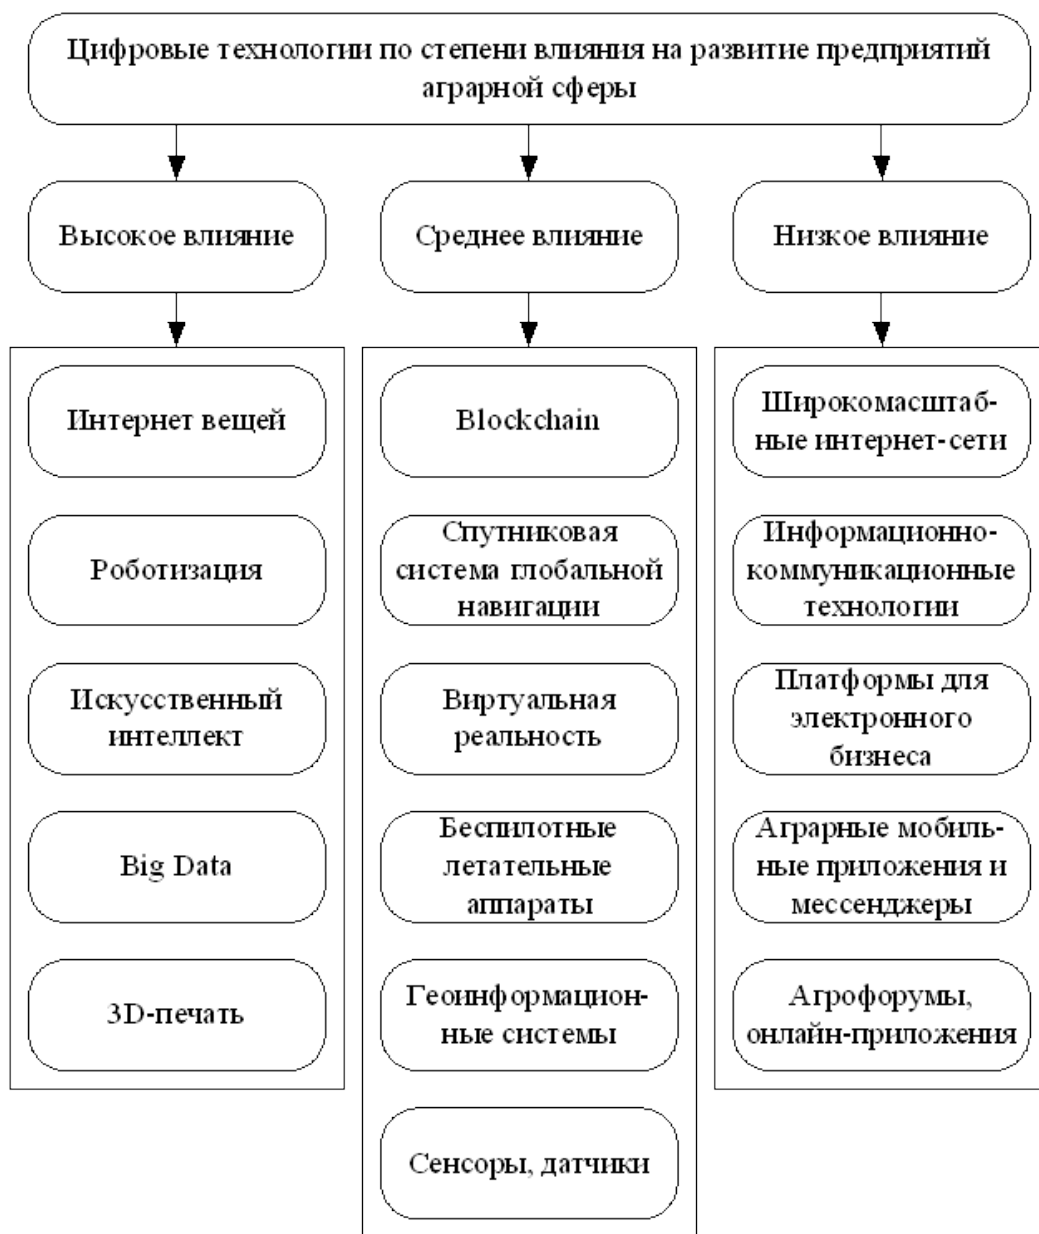 Цифровые технологии по степени влияния на развитие предприятий
аграрной сферы
Высокое влияние
Среднее влияние
Низкое влияние
Интернет вещей
Роботизация
Искусственный
интеллект
Big Data
3D-печать
Blockchain
Спутниковая
система глобальной
навигации
Виртуальная
реальность
Беспилотные
летательные
аппараты
Геоинформацион-
ные системы
Сенсоры, датчики
Широкомасштаб-
ные интернет-сети
Информационно-
коммуникационные
технологии
Платформы для
электронного
бизнеса
Аграрные мобиль-
ные приложения и
мессенджеры
Агрофорумы,
онлайн-приложения